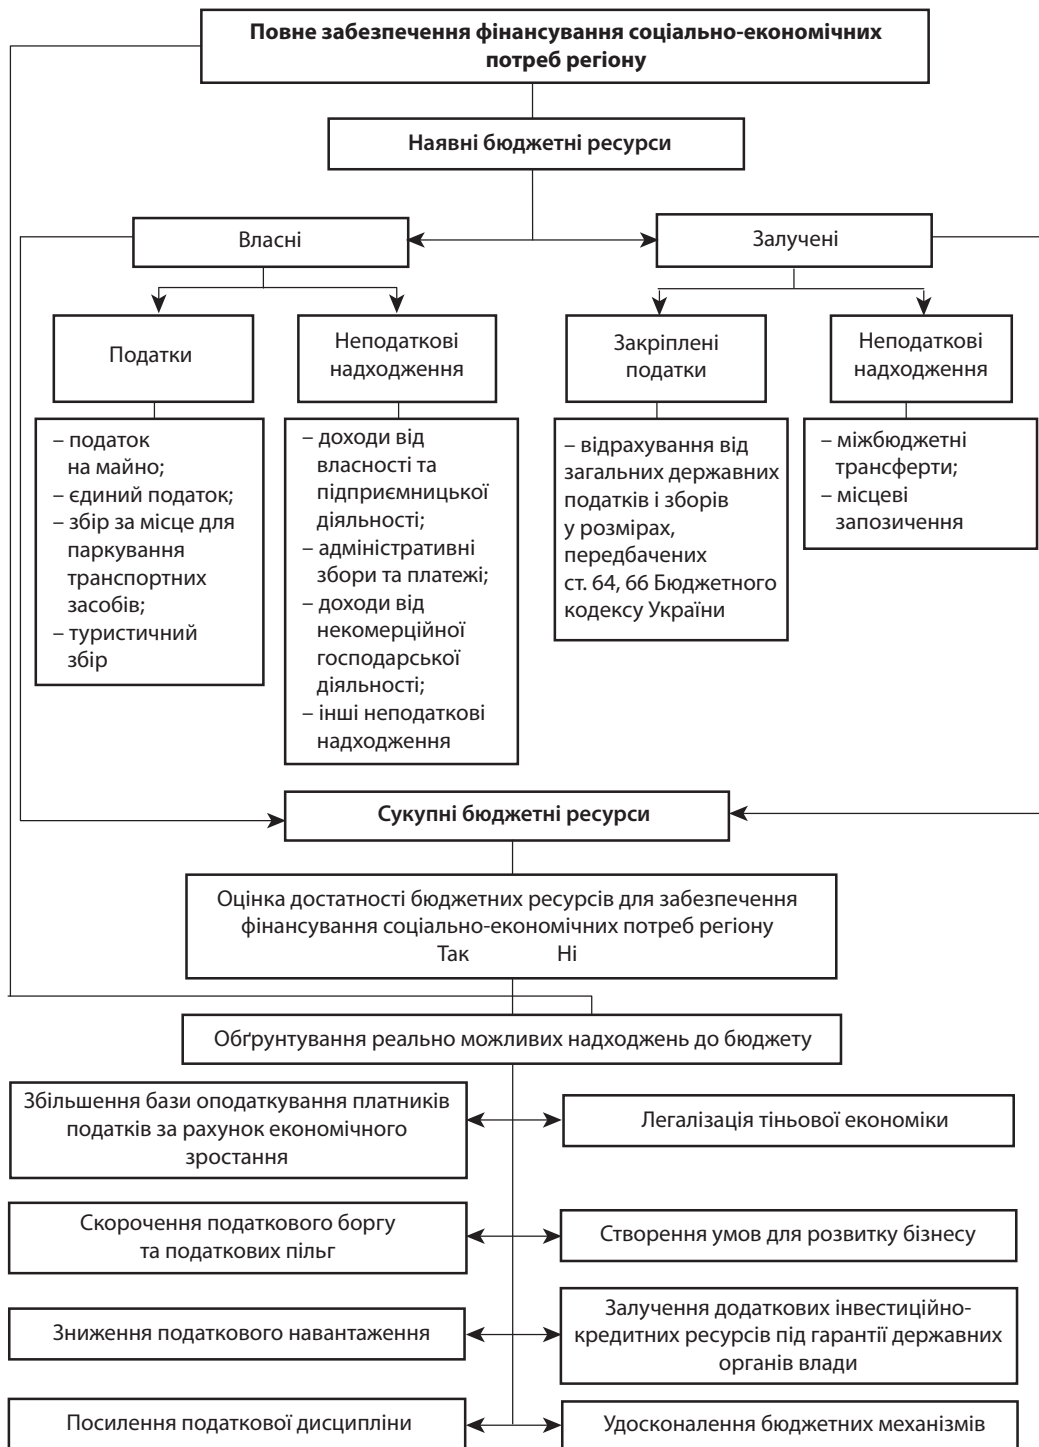 Повне забезпечення фінансування соціально-економічних
потреб регіону
Наявні бюджетні ресурси
Власні
Залучені
Податки
Неподаткові
надходження
Закріплені
податки
Неподаткові
надходження
– податок
на майно;
– єдиний податок;
– збір за місце для
паркування
транспортних
засобів;
– туристичний
збір
– доходи від
власності та
підприємницької
діяльності;
– адміністративні
збори та платежі;
– доходи від
некомерційної
господарської
діяльності;
– інші неподаткові
надходження
– відрахування від
загальних державних
податків і зборів
у розмірах,
передбачених
ст. 64, 66 Бюджетного
кодексу України
– міжбюджетні
трансферти;
– місцеві
запозичення
Сукупні бюджетні ресурси
Оцінка достатності бюджетних ресурсів для забезпечення
фінансування соціально-економічних потреб регіону
Так Ні
Обґрунтування реально можливих надходжень до бюджету
Збільшення бази оподаткування платників
податків за рахунок економічного
зростання
Легалізація тіньової економіки
Скорочення податкового боргу
та податкових пільг
Створення умов для розвитку бізнесу
Зниження податкового навантаження
Залучення додаткових інвестиційно-
кредитних ресурсів під гарантії державних
органів влади
Посилення податкової дисципліни
Удосконалення бюджетних механізмів